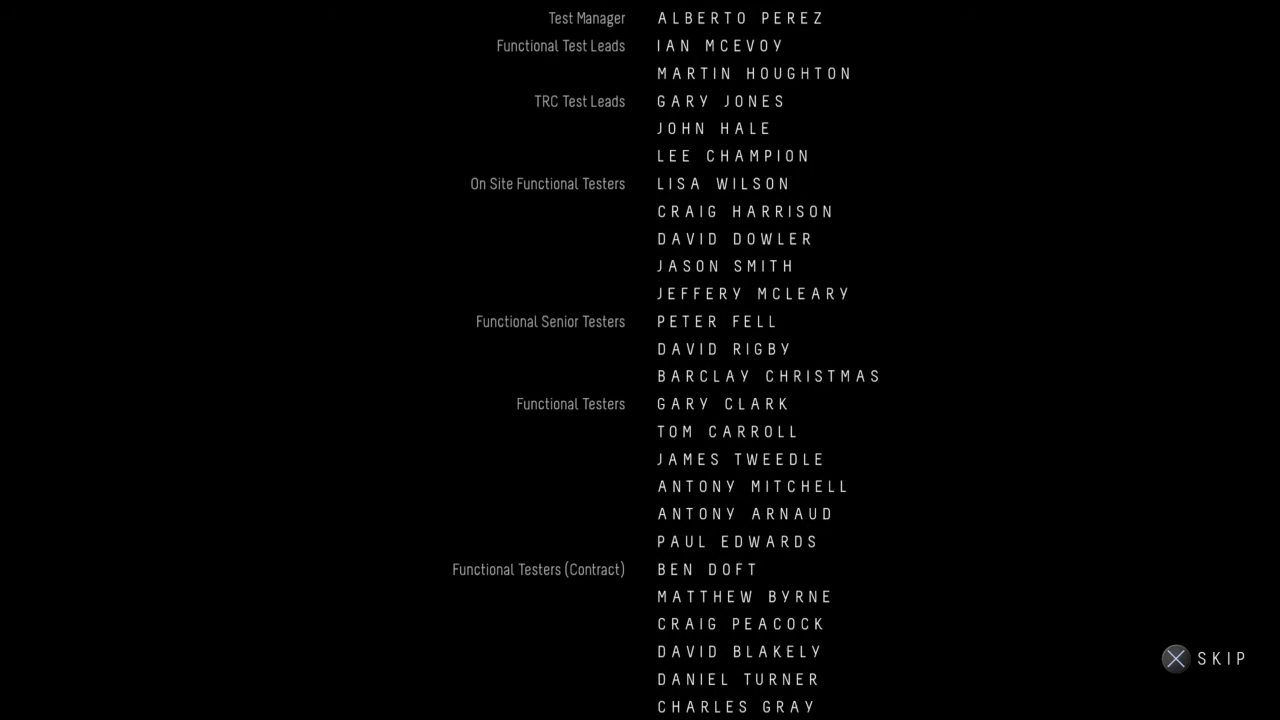 Test Manager ALBERTO PEREZ
Functional Test Leads IAN MCEVOY
MARTIN HOUGHTON
TRC Test Leads GARY JONES
JOHN HALE
LEE CHAMPION
On Site Functional Testers LISA WILSON
CRAIG HARRISON
DAVID DOWLER
JASON SMITH
JEFFERY MCLEARY
Functional Senior Testers PETER FELL
DAVID RIGBY
BARCLAY CHRISTMAS
Functional Testers GARY CLARK
TOM CARROLL
JAMES TWEEDLE
ANTONY MITCHELL
ANTONY ARNAUD
PAUL EDWARDS
Functional Testers (Contract) BEN DOFT
MATTHEW BYRNE
CRAIG PEACOCK
DAVID BLAKELY
SKIP
DANIEL TURNER
CHARLES GRAY